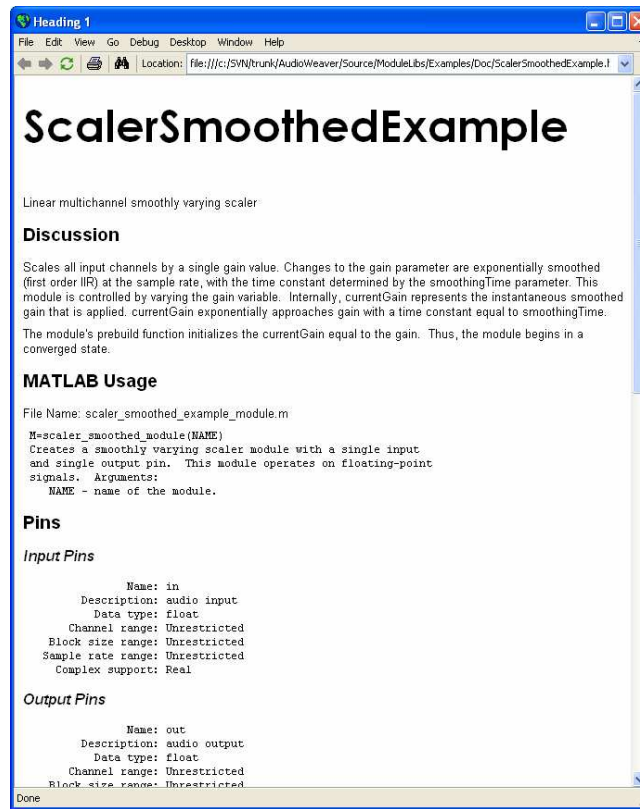 Heading 1
File Edit View Go Debug Desktop Window Help
Location: file:///c:/SVN/trunk/AudioWeaver/Source/ModuleLibs/Examples/Doc/ScalerSmoothedExample.h
ScalerSmoothedExample
Linear multichannel smoothly varying scaler
Discussion
Scales all input channels by a single gain value. Changes to the gain parameter are exponentially smoothed
(first order IIR) at the sample rate, with the time constant determined by the smoothingTime parameter. This
module is controlled by varying the gain variable. Internally, currentGain represents the instantaneous smoothed
gain that is applied. currentGain exponentially approaches gain with a time constant equal to smoothingTime.
The module's prebuild function initializes the currentGain equal to the gain. Thus, the module begins in a
converged state.
MATLAB Usage
File Name: scaler_smoothed_example_module.m
M=scaler_smoothed_module(NAME)
Creates a smoothly varying scaler module with a single input
and single output pin. This module operates on floating-point
signals. Arguments:
NAME - name of the module.
Pins
Input Pins
Name: in
Description: audio input
Data type: float
Channel range: Unrestricted
Block size range: Unrestricted
Sample rate range: Unrestricted
Complex support: Real
Output Pins
Name: out
Description: audio output
Data type: float
Channel range: Unrestricted
Block size range: Unrestricted
Done